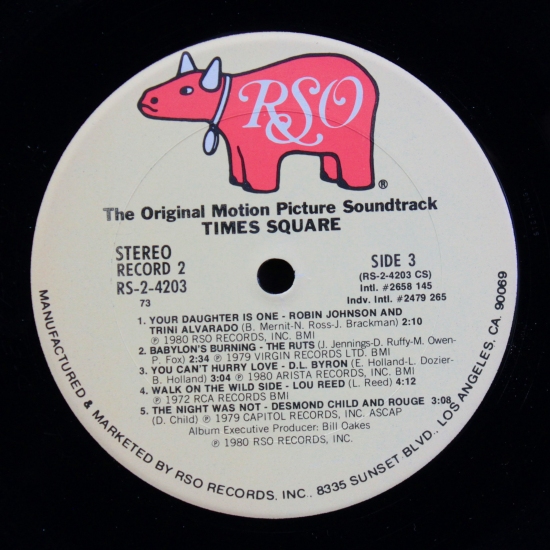 RSO
®
The Original Motion Picture Soundtrack
TIMES SQUARE
STEREO
RECORD 2
RS-2-4203
73
SIDE 3
(RS-2-4203 CS)
Intl. #2658 145
Indv. Intl. #2479 265
1. YOUR DAUGHTER IS ONE - ROBIN JOHNSON AND
TRINI ALVARADO (B. Mernit-N. Ross-J. Brackman) 2:10
℗ 1980 RSO RECORDS, INC. BMI
2. BABYLON'S BURNING - THE RUTS (J. Jennings-D. Ruffy-M. Owen-
P. Fox) 2:34 ℗ 1979 VIRGIN RECORDS LTD. BMI
3. YOU CAN'T HURRY LOVE - D.L. BYRON (E. Holland-L. Dozier-
B. Holland) 3:04 ℗ 1980 ARISTA RECORDS, INC. BMI
4. WALK ON THE WILD SIDE - LOU REED (L. Reed) 4:12
℗ 1972 RCA RECORDS BMI
5. THE NIGHT WAS NOT - DESMOND CHILD AND ROUGE 3:08
(D. Child) ℗ 1979 CAPITOL RECORDS, INC. ASCAP
Album Executive Producer: Bill Oakes
℗ 1980 RSO RECORDS, INC.
MANUFACTURED & MARKETED BY RSO RECORDS, INC., 8335 SUNSET BLVD., LOS ANGELES, CA. 90069